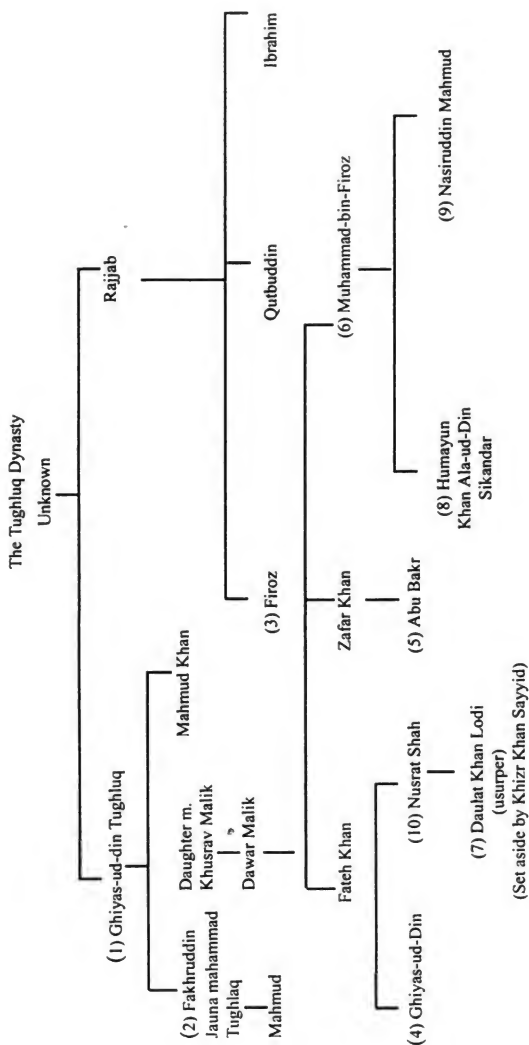 The Tughluq Dynasty
Unknown
(1) Ghiyas-ud-din Tughluq
Rajjab
(2) Fakhruddin
Jauna mahammad
Tughlaq
Mahmud
Daughter m.
Khusrav Malik
Dawar Malik
Mahmud Khan
(3) Firoz
Qutbuddin
Ibrahim
Fateh Khan
Zafar Khan
(6) Muhammad-bin-Firoz
(4) Ghiyas-ud-Din
(10) Nusrat Shah
(5) Abu Bakr
(8) Humayun
Khan Ala-ud-Din
Sikandar
(9) Nasiruddin Mahmud
(7) Daulat Khan Lodi
(usurper)
(Set aside by Khizr Khan Sayyid)